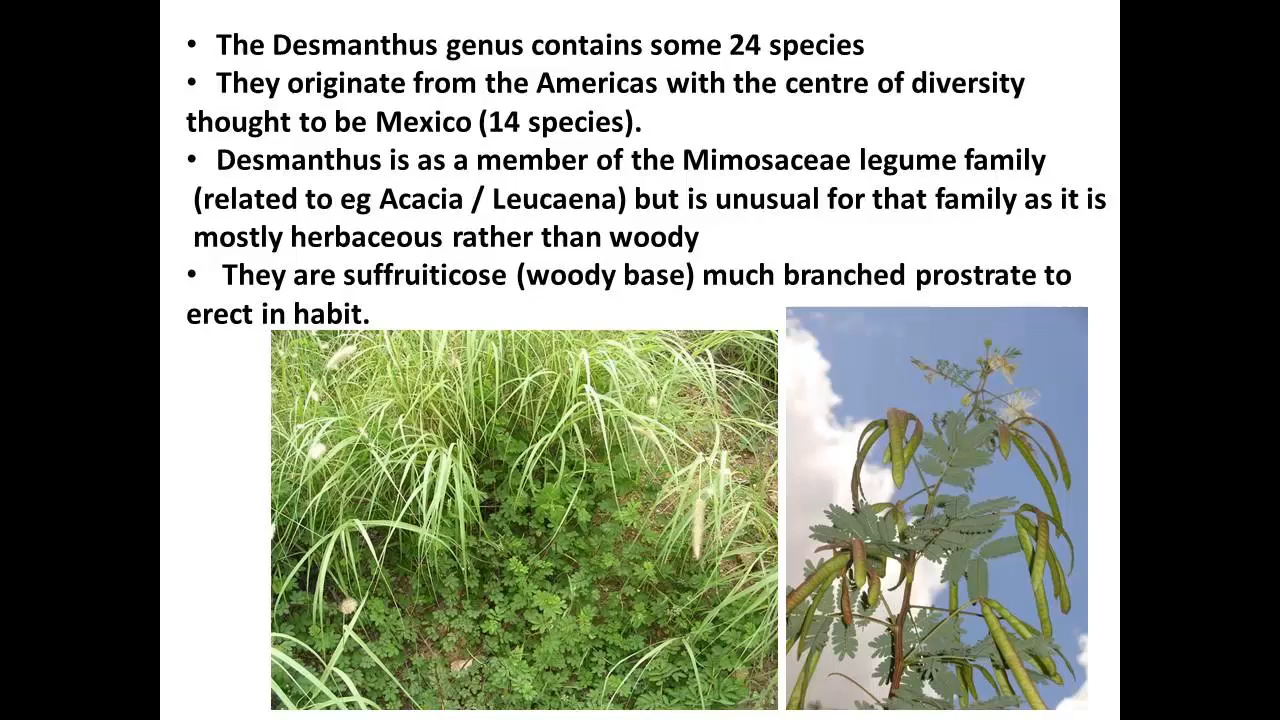 • The Desmanthus genus contains some 24 species
• They originate from the Americas with the centre of diversity
thought to be Mexico (14 species).
• Desmanthus is as a member of the Mimosaceae legume family
(related to eg Acacia / Leucaena) but is unusual for that family as it is
mostly herbaceous rather than woody
• They are suffruiticose (woody base) much branched prostrate to
erect in habit.